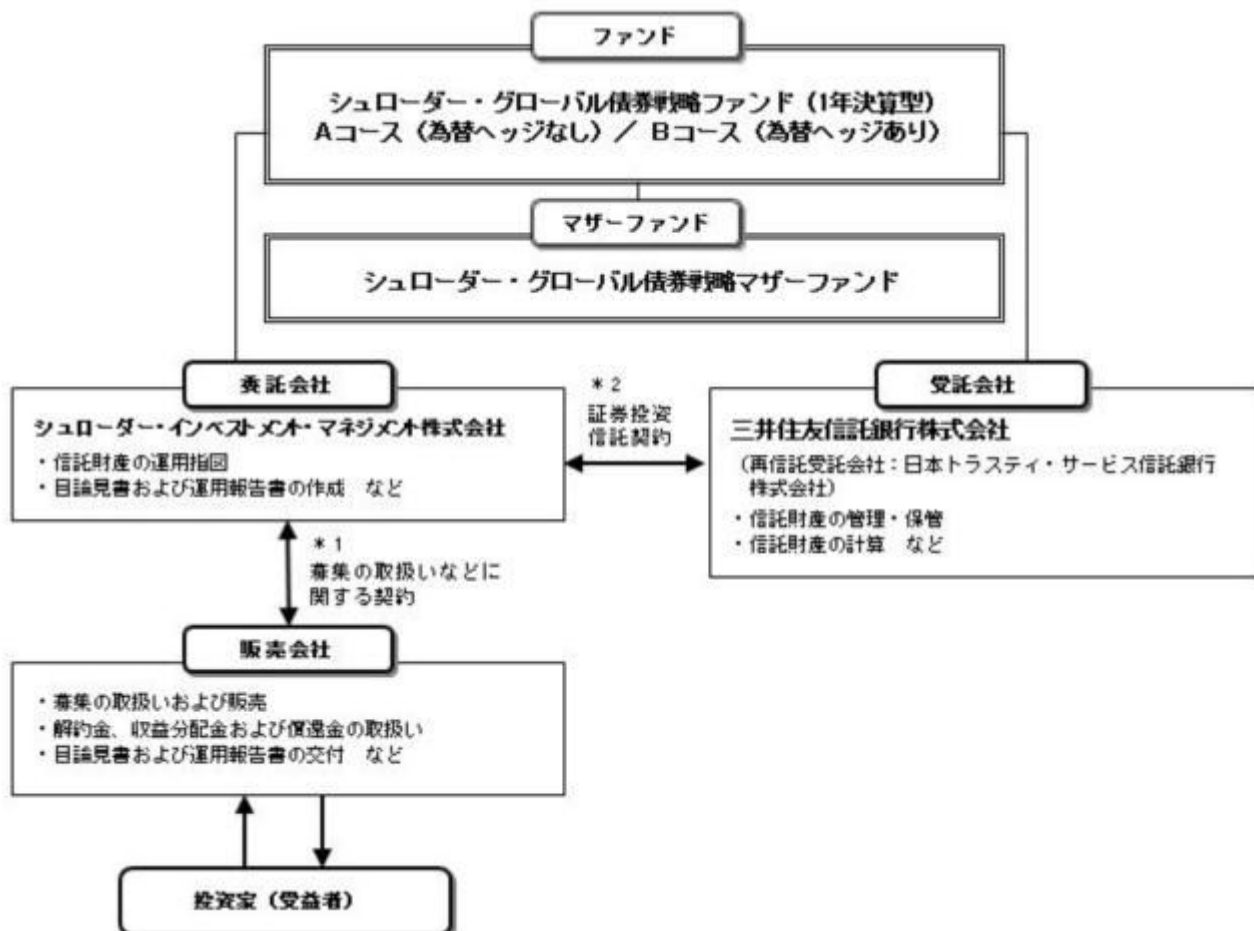 ファンド
シュローダー・グローバル債券戦略ファンド（1年決算型）
Aコース（為替ヘッジなし）／ Bコース（為替ヘッジあり）
マザーファンド
シュローダー・グローバル債券戦略マザーファンド
委託会社
シュローダー・インベストメント・マネジメント株式会社
・信託財産の運用指図
・目論見書および運用報告書の作成　など
＊2
証券投資
信託契約
受託会社
三井住友信託銀行株式会社
（再信託受託会社：日本トラスティ・サービス信託銀行
株式会社）
・信託財産の管理・保管
・信託財産の計算　など
＊1
募集の取扱いなどに
関する契約
販売会社
・募集の取扱いおよび販売
・解約金、収益分配金および償還金の取扱い
・目論見書および運用報告書の交付　など
投資家（受益者）